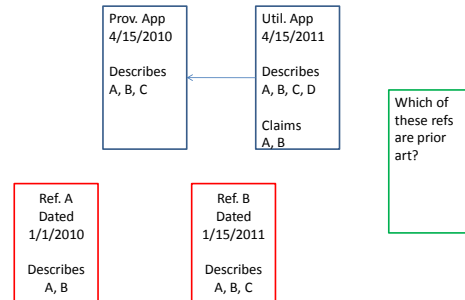 Prov. App
4/15/2010
Describes
A, B, C
Util. App
4/15/2011
Describes
A, B, C, D
Claims
A, B
Which of
these refs
are prior
art?
Ref. A
Dated
1/1/2010
Describes
A, B
Ref. B
Dated
1/15/2011
Describes
A, B, C